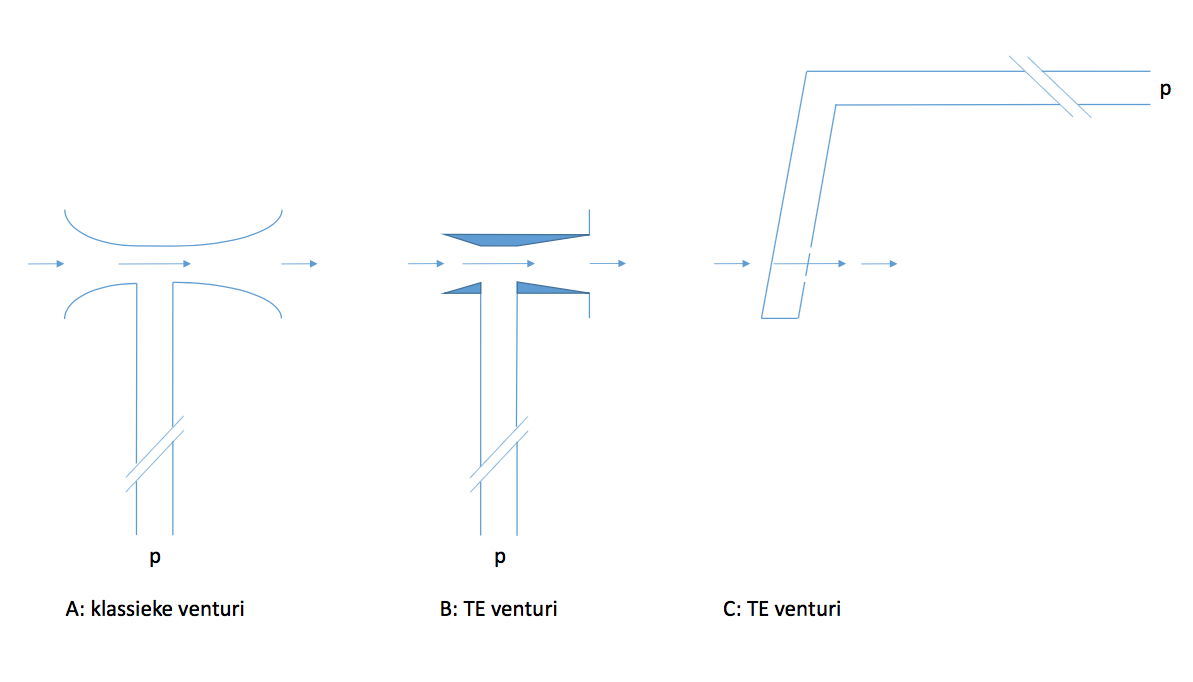 p
p
p
A: klassieke venturi
B: TE venturi
C: TE venturi